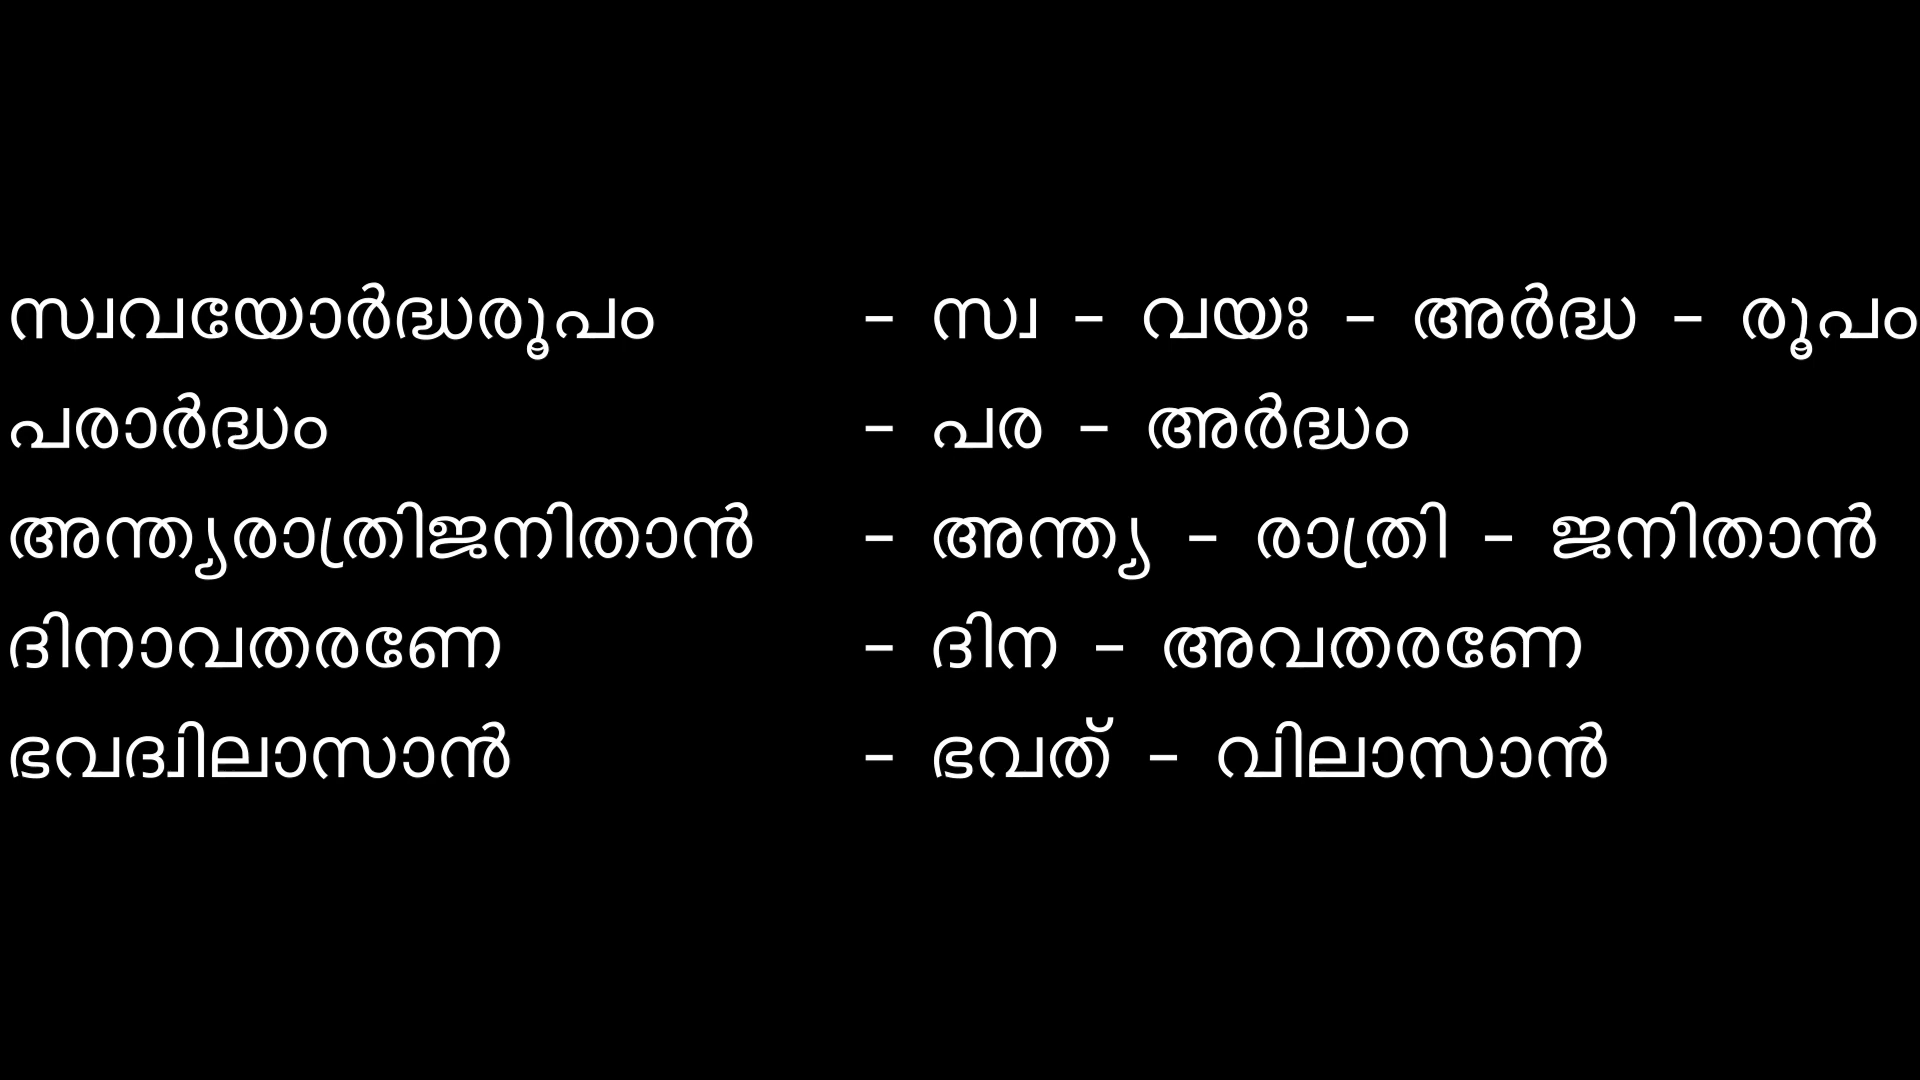 സ്വവയോർദ്ധരൂപം – സ്വ – വയഃ – അർദ്ധ – രൂപം
പരാർദ്ധം – പര – അർദ്ധം
അന്ത്യരാത്രിജനിതാൻ – അന്ത്യ – രാത്രി – ജനിതാൻ
ദിനാവതരണേ – ദിന – അവതരണേ
ഭവദ്വിലാസാൻ – ഭവത് – വിലാസാൻ